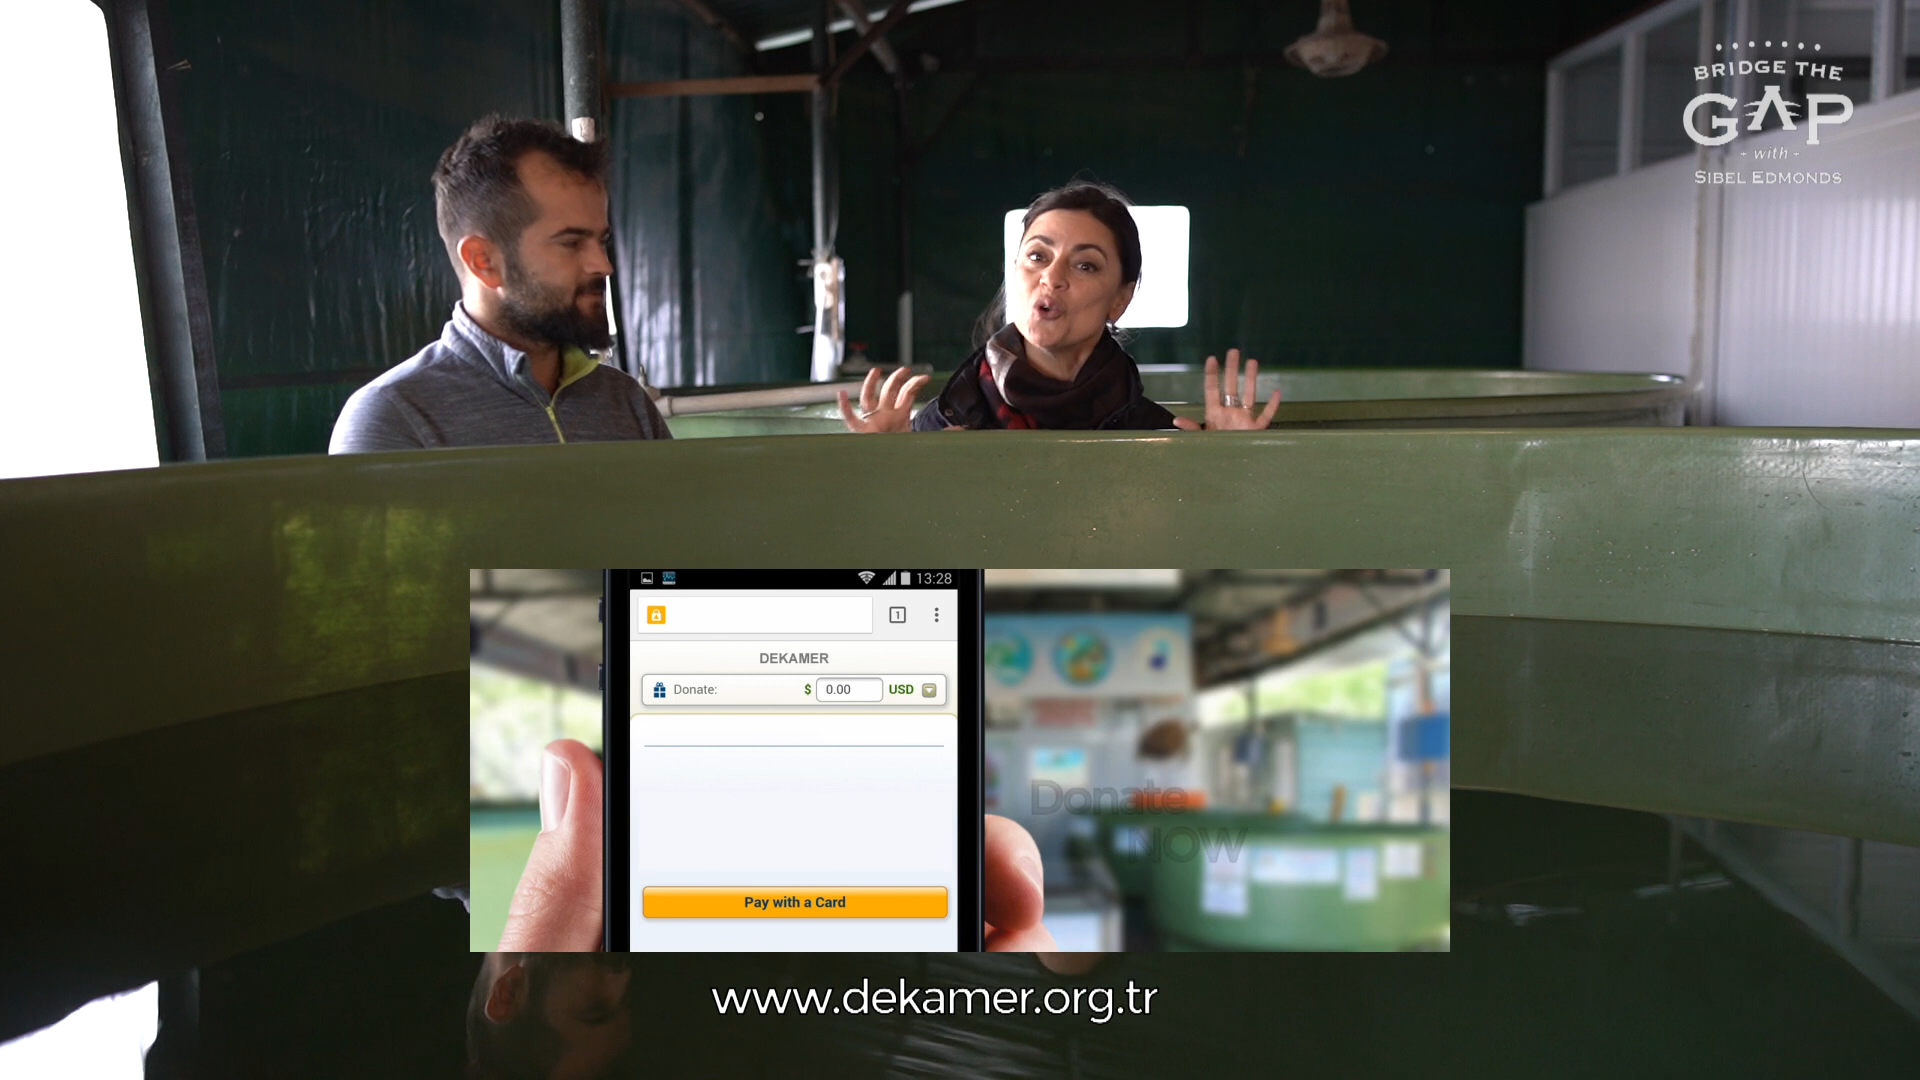 BRIDGE THE
GAP
- with -
SIBEL EDMONDS
13:28
1
DEKAMER
Donate:
$ 0.00 USD
Donate
NOW
Pay with a Card
www.dekamer.org.tr